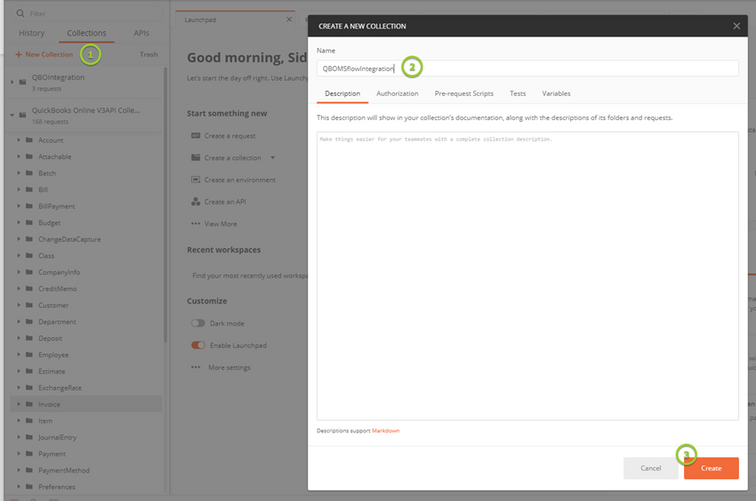 Filter
History
Collections
APIs
+ New Collection
1
Trash
QBOIntegration
3 requests
QuickBooks Online V3API Colle...
168 requests
Account
Attachable
Batch
Bill
BillPayment
Budget
ChangeDataCapture
Class
CompanyInfo
CreditMemo
Customer
Department
Deposit
Employee
Estimate
ExchangeRate
Invoice
Item
JournalEntry
Payment
PaymentMethod
Preferences
Launchpad
Good morning, Sid
Let's start the day off right. Use Launch
Start something new
Create a request
Create a collection
Create an environment
Create an API
View More
Recent workspaces
Find your most recently used workspa
Customize
Dark mode
Enable Launchpad
More settings
CREATE A NEW COLLECTION
Name
QBOMSflowIntegration
2
Description
Authorization
Pre-request Scripts
Tests
Variables
This description will show in your collection's documentation, along with the descriptions of its folders and requests.
Make things easier for your teammates with a complete collection description.
Descriptions support Markdown
3
Cancel
Create